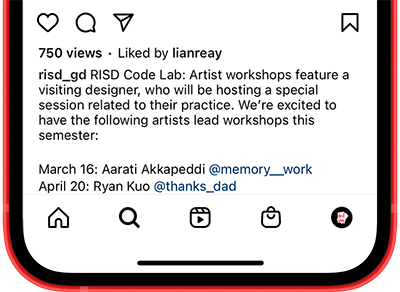 750 views · Liked by lianreay
risd_gd RISD Code Lab: Artist workshops feature a
visiting designer, who will be hosting a special
session related to their practice. We're excited to
have the following artists lead workshops this
semester:
March 16: Aarati Akkapeddi @memory__work
April 20: Ryan Kuo @thanks_dad